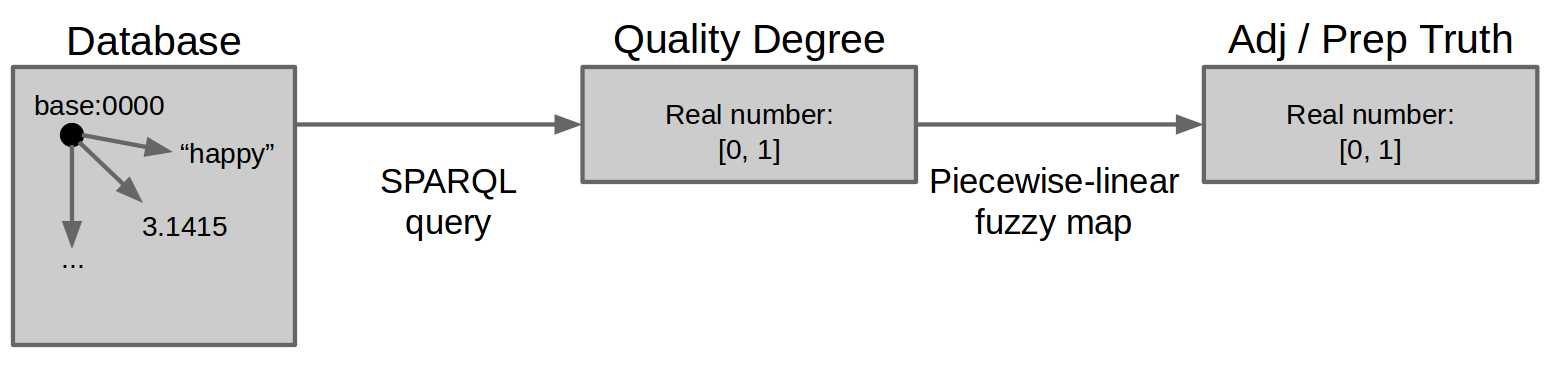 Database
base:0000
“happy”
3.1415
...
SPARQL
query
Quality Degree
Real number:
[0, 1]
Piecewise-linear
fuzzy map
Adj / Prep Truth
Real number:
[0, 1]